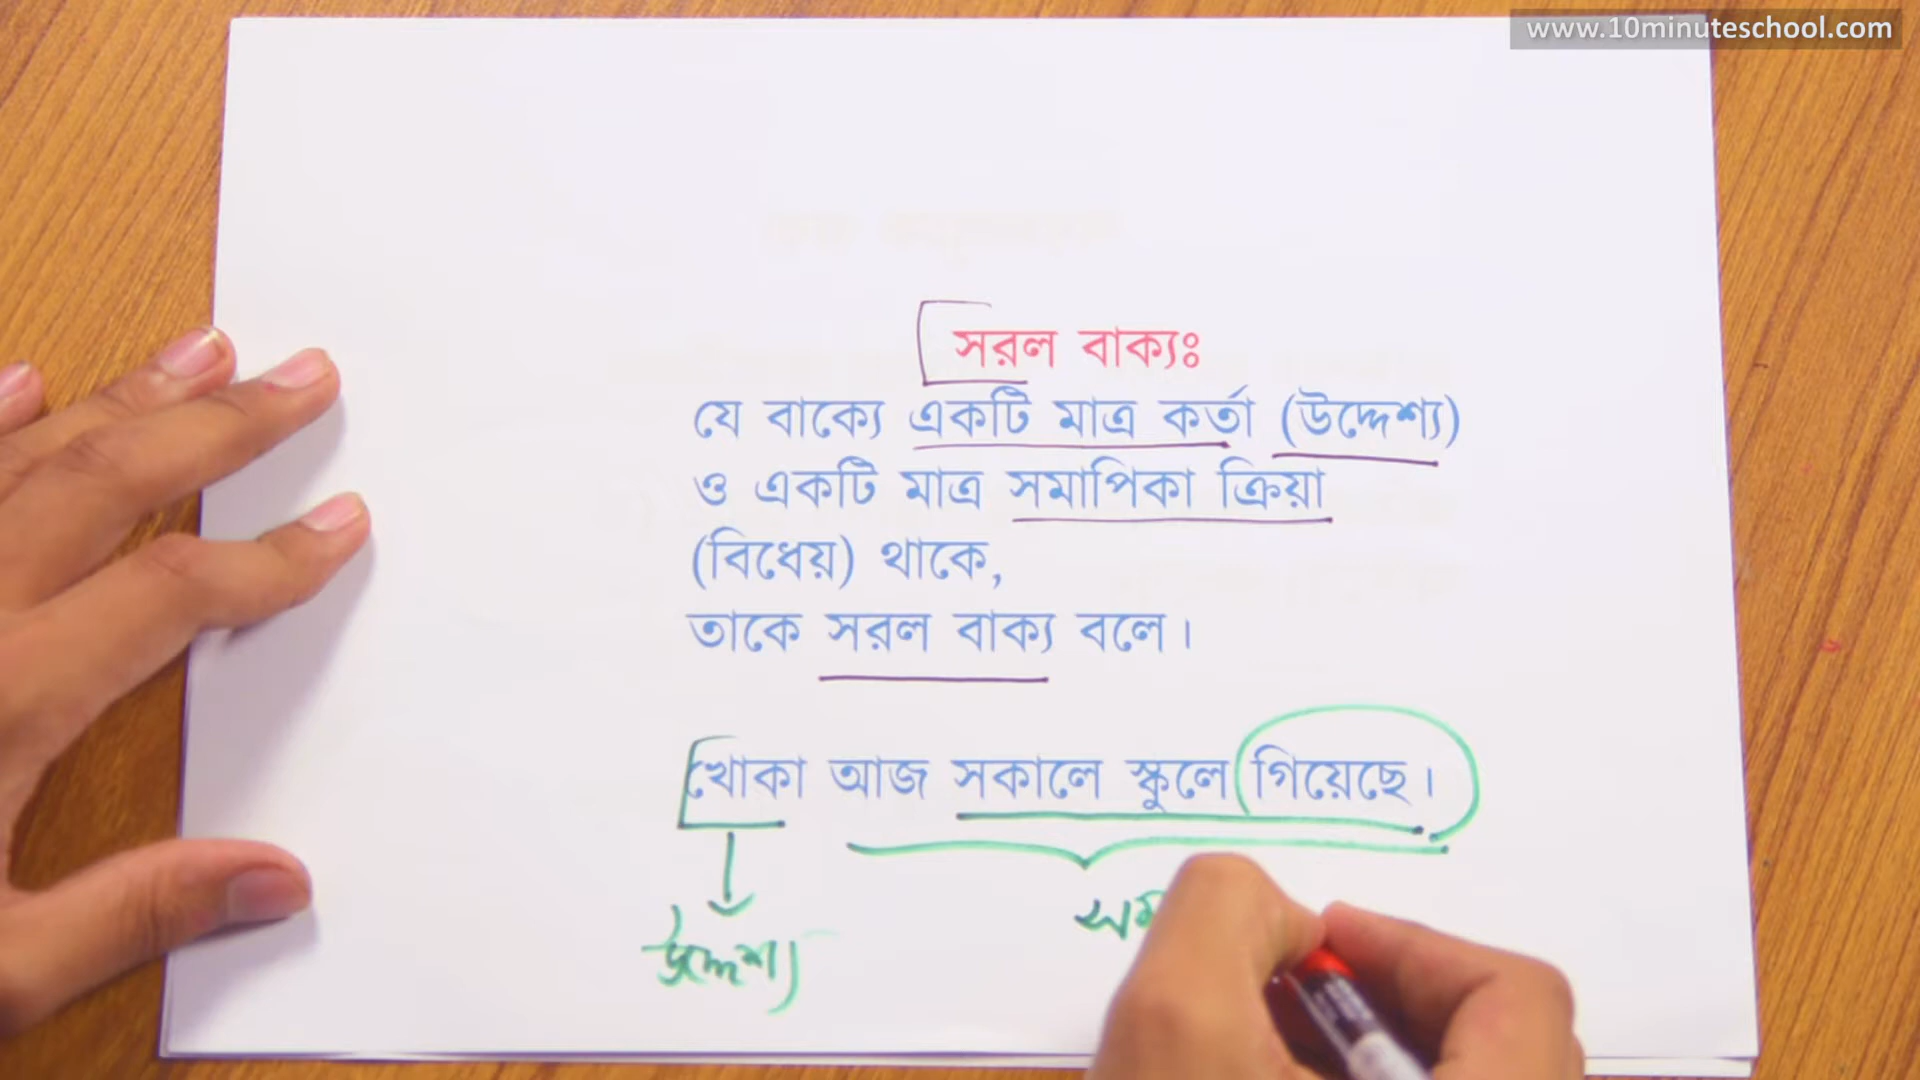 www.10minuteschool.com
সরল বাক্যঃ
যে বাক্যে একটি মাত্র কর্তা (উদ্দেশ্য)
ও একটি মাত্র সমাপিকা ক্রিয়া
(বিধেয়) থাকে,
তাকে সরল বাক্য বলে।
খোকা আজ সকালে স্কুলে গিয়েছে।
উদ্দেশ্য